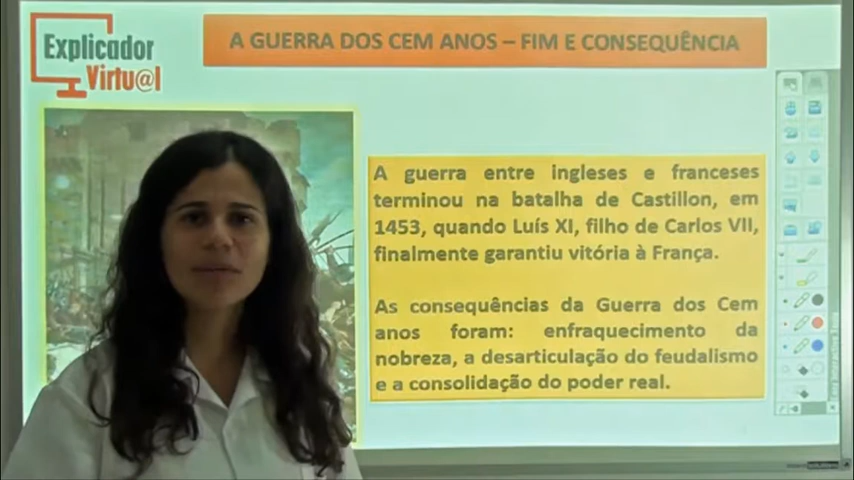 Explicador
Virtu@l
A GUERRA DOS CEM ANOS – FIM E CONSEQUÊNCIA
A guerra entre ingleses e franceses
terminou na batalha de Castillon, em
1453, quando Luís XI, filho de Carlos VII,
finalmente garantiu vitória à França.
As consequências da Guerra dos Cem
anos foram: enfraquecimento da
nobreza, a desarticulação do feudalismo
e a consolidação do poder real.